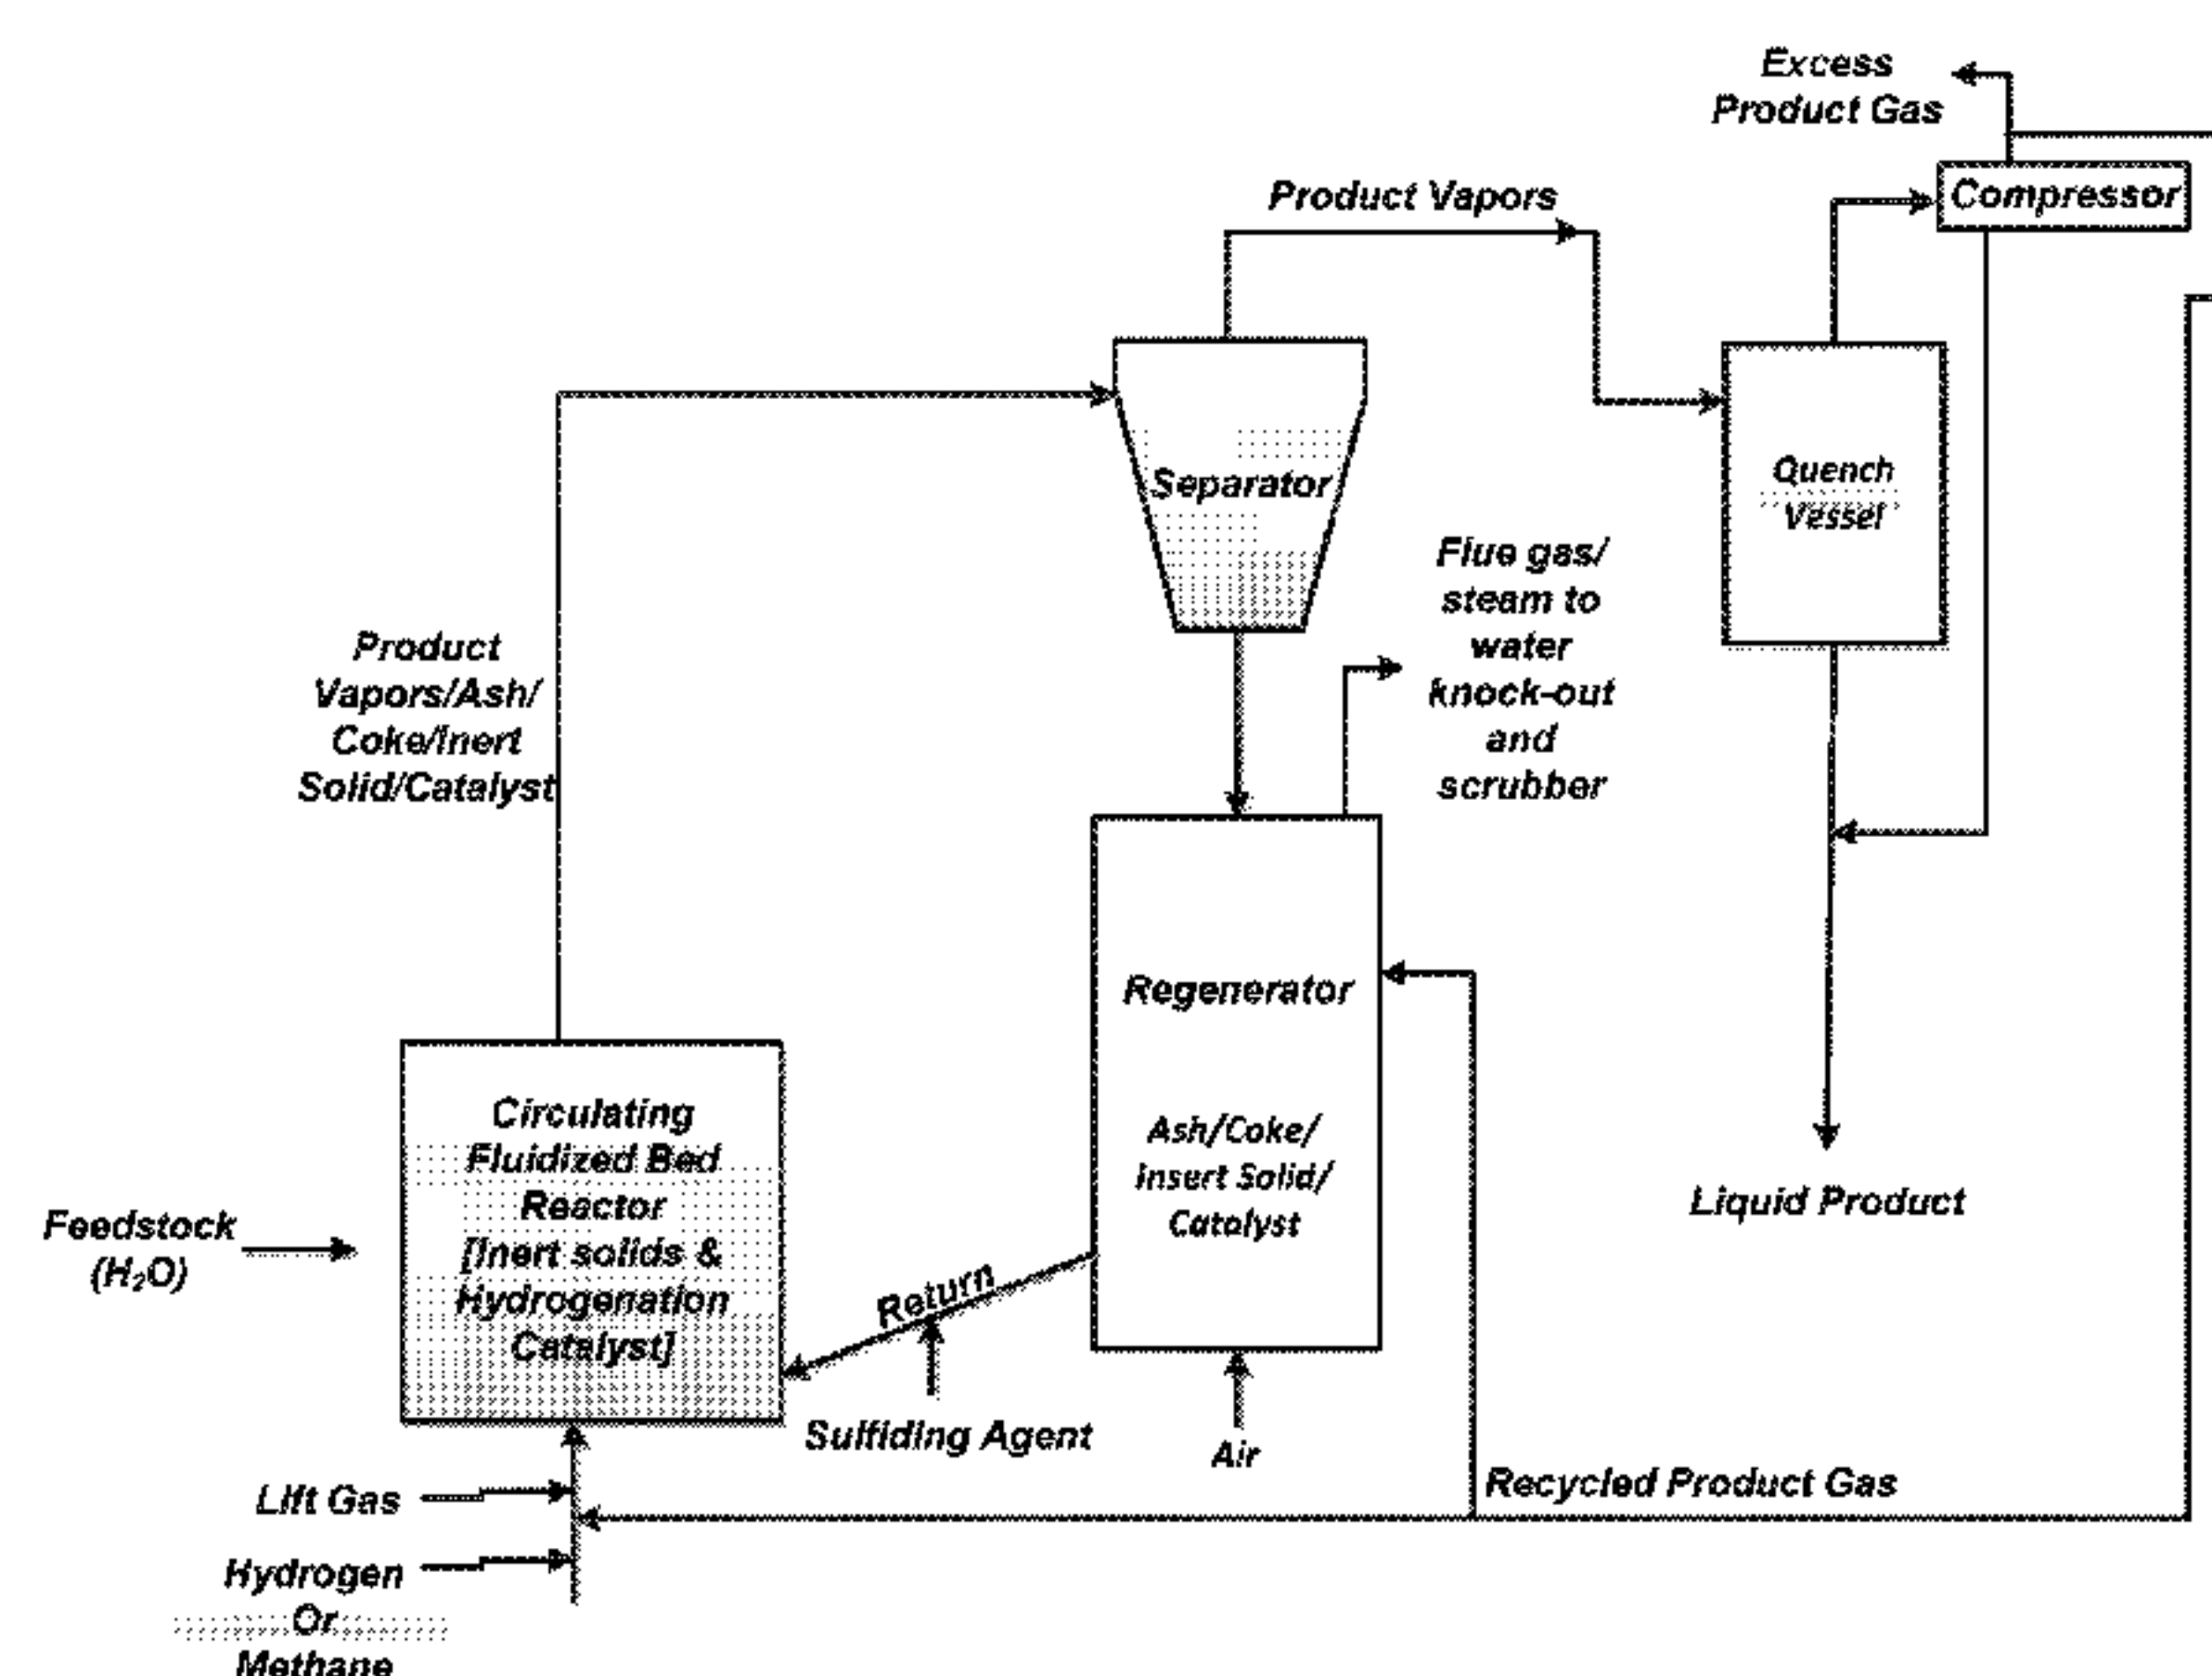 Excess
Product Gas
Compressor
Product Vapors
Separator
Quench
Vessel
Flue gas/
steam to
water
knock-out
and
scrubber
Product
Vapors/Ash/
Coke/Inert
Solid/Catalyst
Regenerator
Ash/Coke/
Insert Solid/
Catalyst
Circulating
Fluidized Bed
Reactor
[Inert solids &
Hydrogenation
Catalyst]
Feedstock
(H₂O)
Return
Liquid Product
Sulfiding Agent
Air
Lift Gas
Recycled Product Gas
Hydrogen
Or
Methane